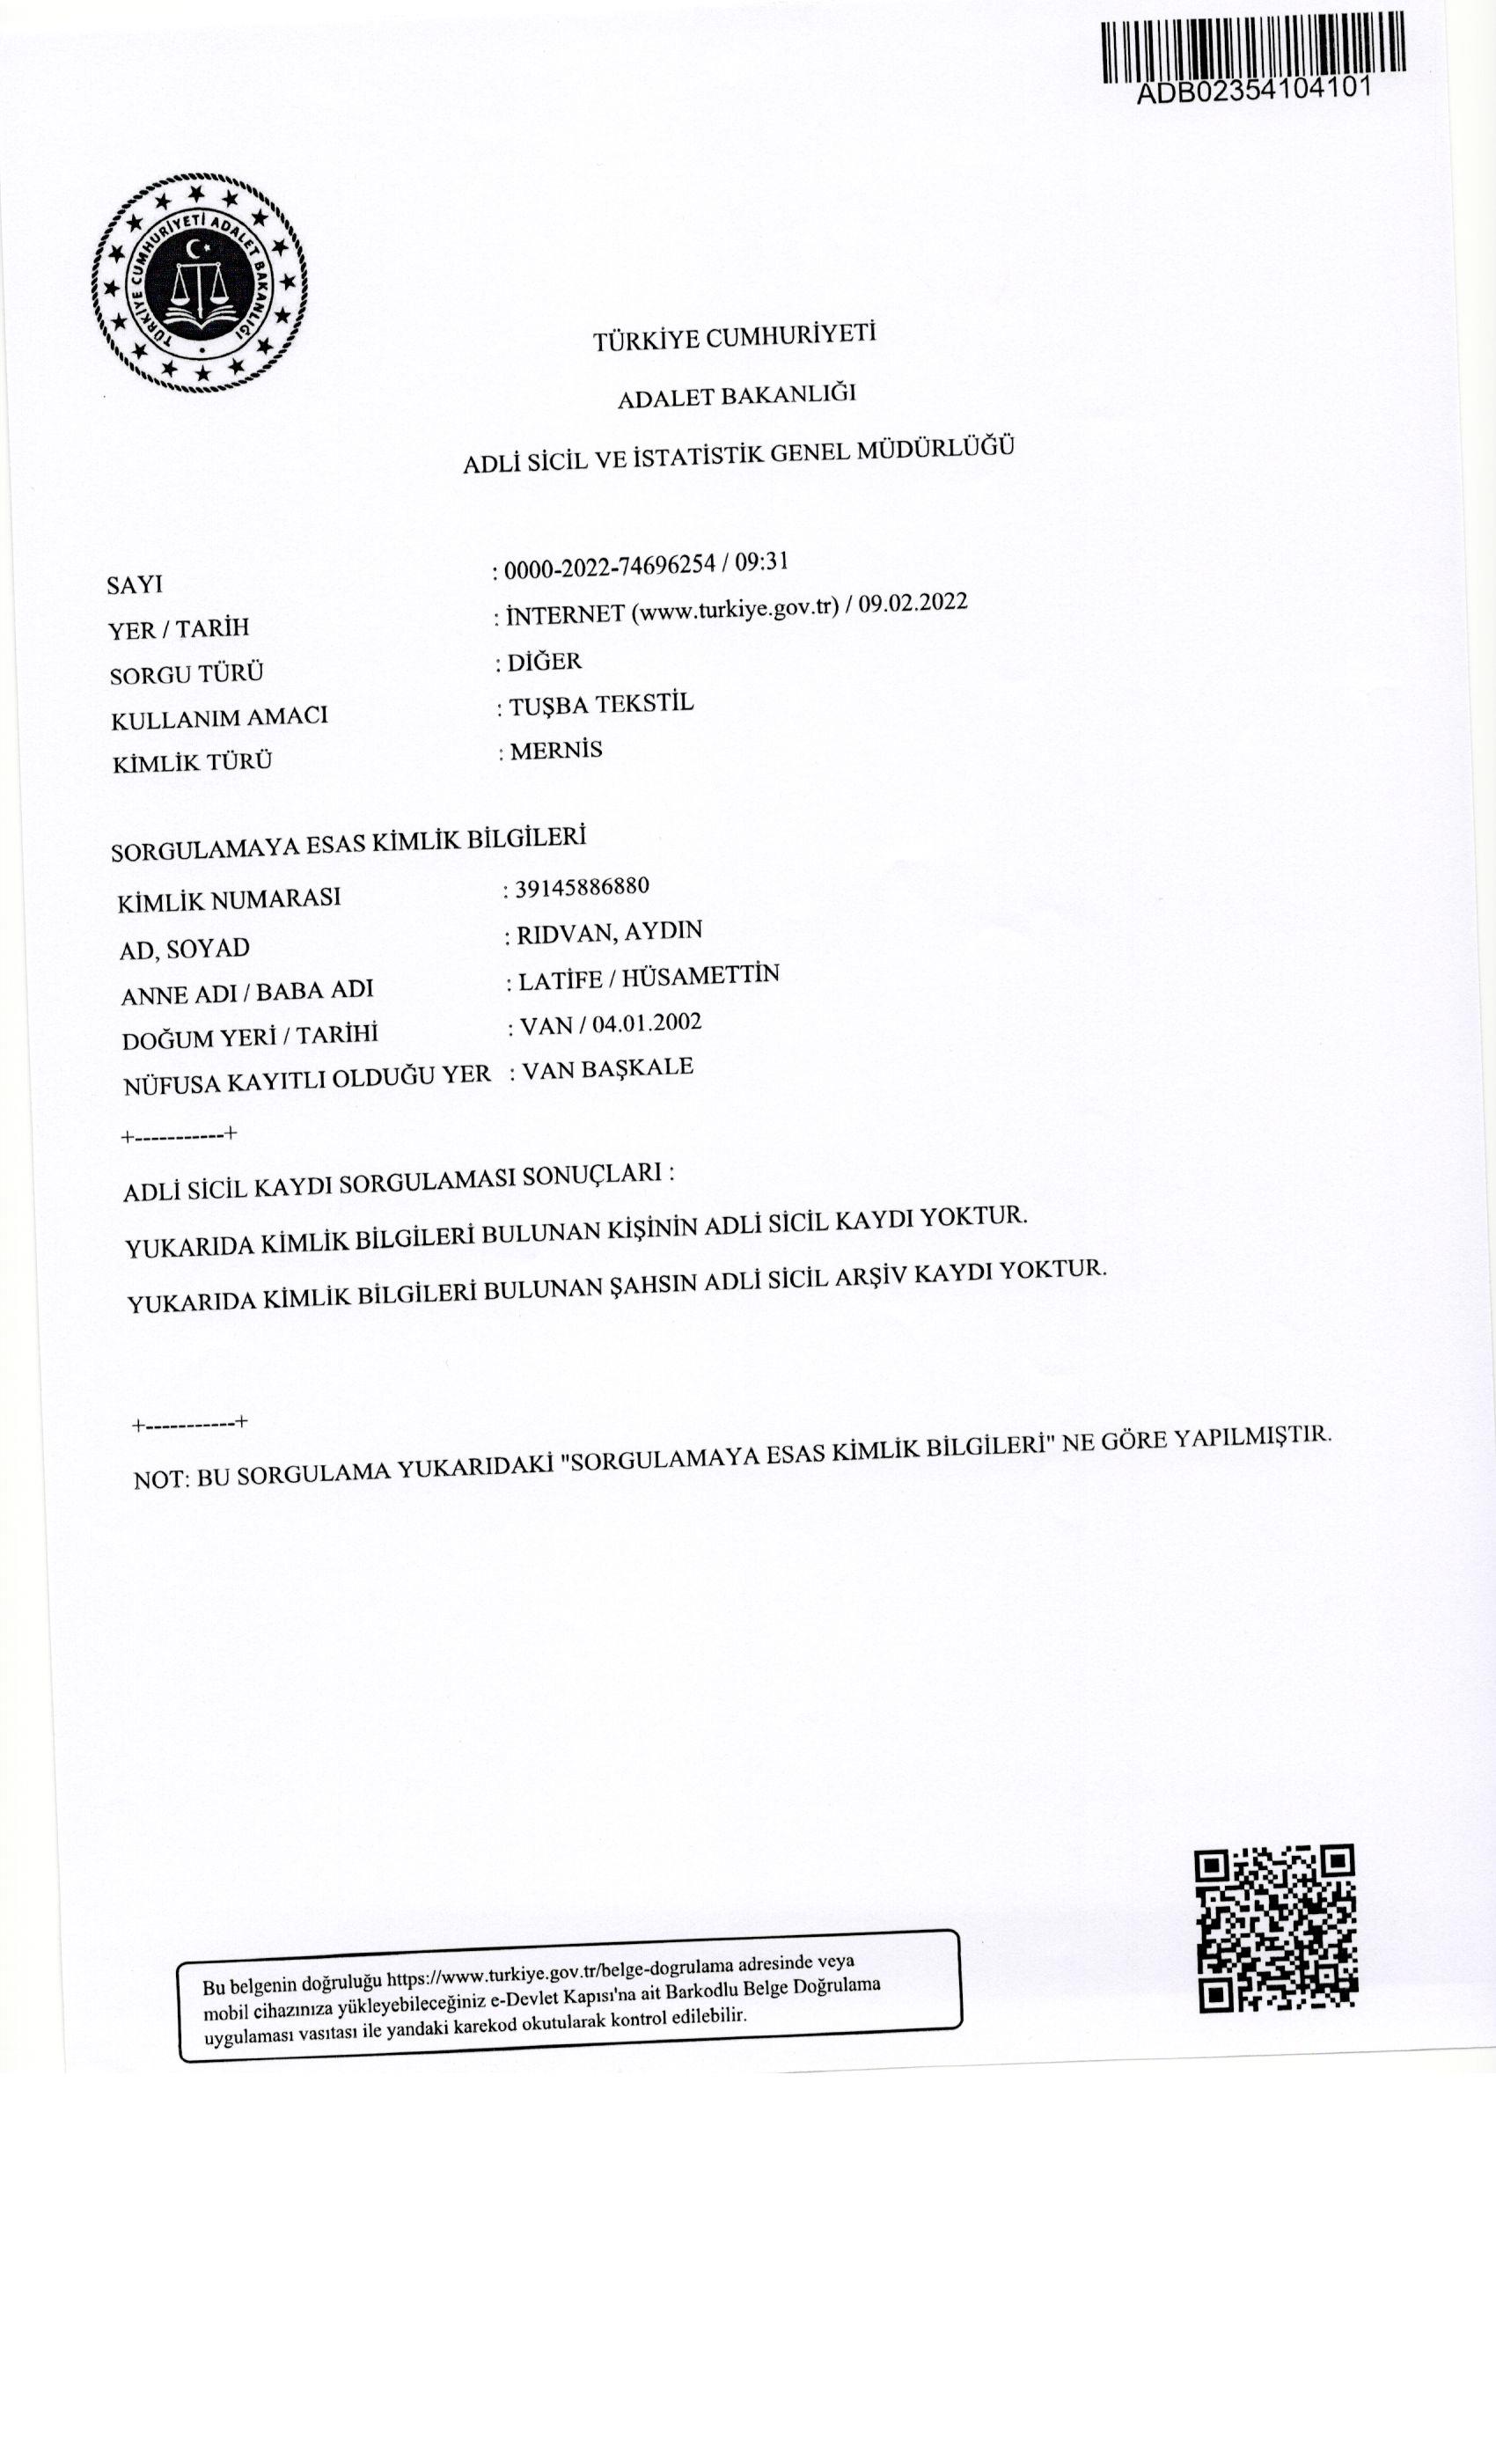 ADB02354104101
TÜRKİYE CUMHURİYETİ ADALET BAKANLIĞI
TÜRKİYE CUMHURİYETİ
ADALET BAKANLIĞI
ADLİ SİCİL VE İSTATİSTİK GENEL MÜDÜRLÜĞÜ
SAYI : 0000-2022-74696254 / 09:31
YER / TARİH : İNTERNET (www.turkiye.gov.tr) / 09.02.2022
SORGU TÜRÜ : DİĞER
KULLANIM AMACI : TUŞBA TEKSTİL
KİMLİK TÜRÜ : MERNİS
SORGULAMAYA ESAS KİMLİK BİLGİLERİ
KİMLİK NUMARASI : 39145886880
AD, SOYAD : RIDVAN, AYDIN
ANNE ADI / BABA ADI : LATİFE / HÜSAMETTİN
DOĞUM YERİ / TARİHİ : VAN / 04.01.2002
NÜFUSA KAYITLI OLDUĞU YER : VAN BAŞKALE
+-----------+
ADLİ SİCİL KAYDI SORGULAMASI SONUÇLARI :
YUKARIDA KİMLİK BİLGİLERİ BULUNAN KİŞİNİN ADLİ SİCİL KAYDI YOKTUR.
YUKARIDA KİMLİK BİLGİLERİ BULUNAN ŞAHSIN ADLİ SİCİL ARŞİV KAYDI YOKTUR.
+-----------+
NOT: BU SORGULAMA YUKARIDAKİ "SORGULAMAYA ESAS KİMLİK BİLGİLERİ" NE GÖRE YAPILMIŞTIR.
Bu belgenin doğruluğu https://www.turkiye.gov.tr/belge-dogrulama adresinde veya
mobil cihazınıza yükleyebileceğiniz e-Devlet Kapısı'na ait Barkodlu Belge Doğrulama
uygulaması vasıtası ile yandaki karekod okutularak kontrol edilebilir.